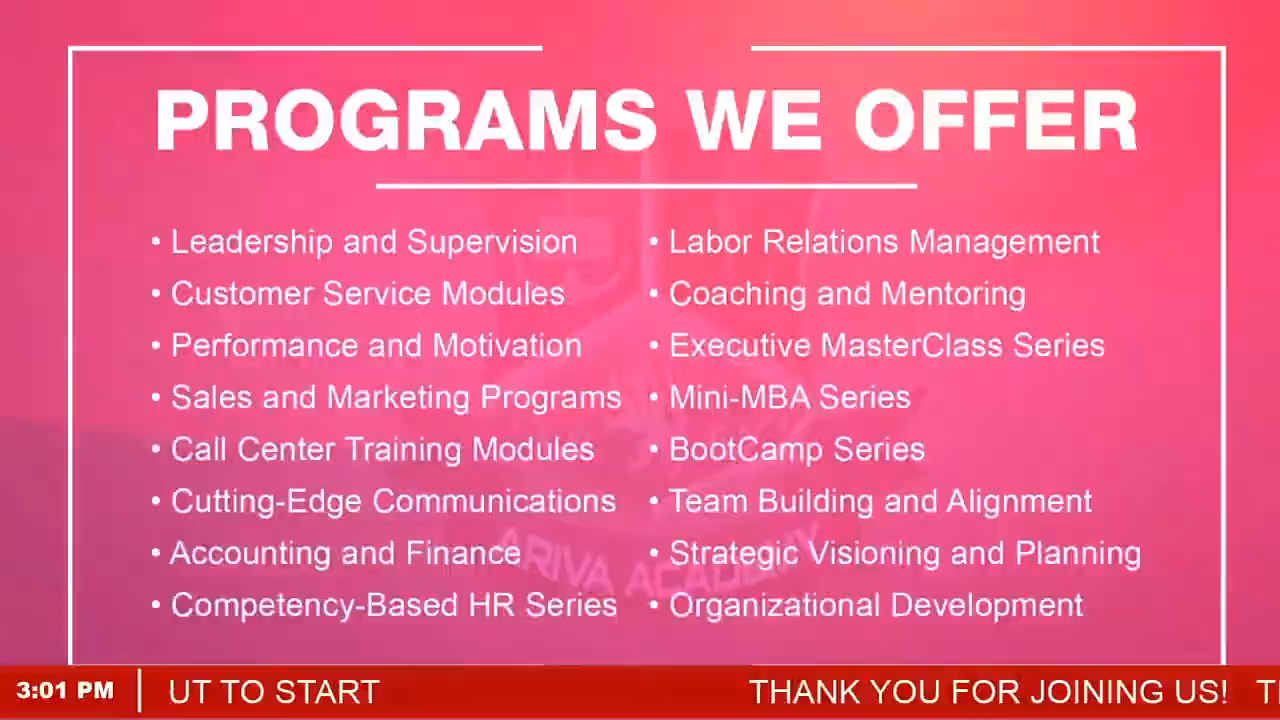 PROGRAMS WE OFFER
• Leadership and Supervision
• Customer Service Modules
• Performance and Motivation
• Sales and Marketing Programs
• Call Center Training Modules
• Cutting-Edge Communications
• Accounting and Finance
• Competency-Based HR Series
• Labor Relations Management
• Coaching and Mentoring
• Executive MasterClass Series
• Mini-MBA Series
• BootCamp Series
• Team Building and Alignment
• Strategic Visioning and Planning
• Organizational Development
ARIVA ACADEMY
3:01 PM | UT TO START THANK YOU FOR JOINING US!